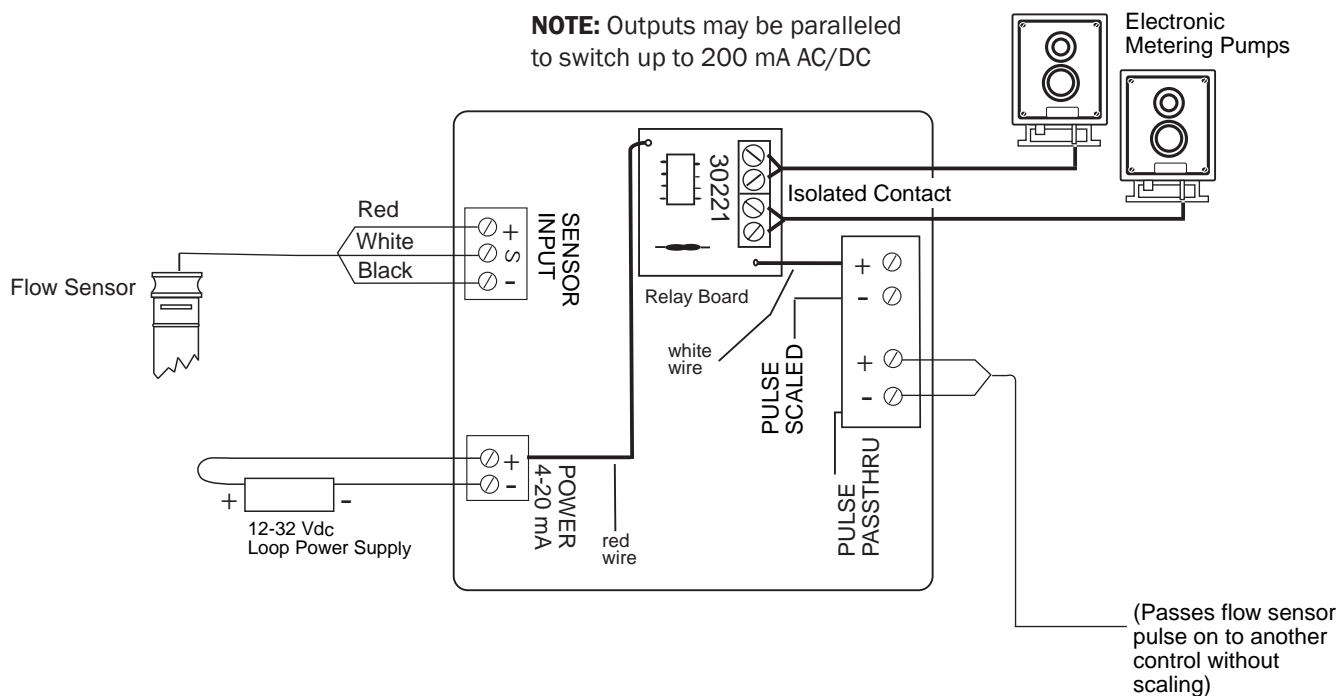 NOTE: Outputs may be paralleled
to switch up to 200 mA AC/DC
Electronic
Metering Pumps
30221
Isolated Contact
Relay Board
Red
White
Black
+
S
-
SENSOR
INPUT
Flow Sensor
white
wire
+
-
PULSE
SCALED
+
-
PULSE
PASSTHRU
+
-
POWER
4-20 mA
red
wire
+ -
12-32 Vdc
Loop Power Supply
(Passes flow sensor
pulse on to another
control without
scaling)